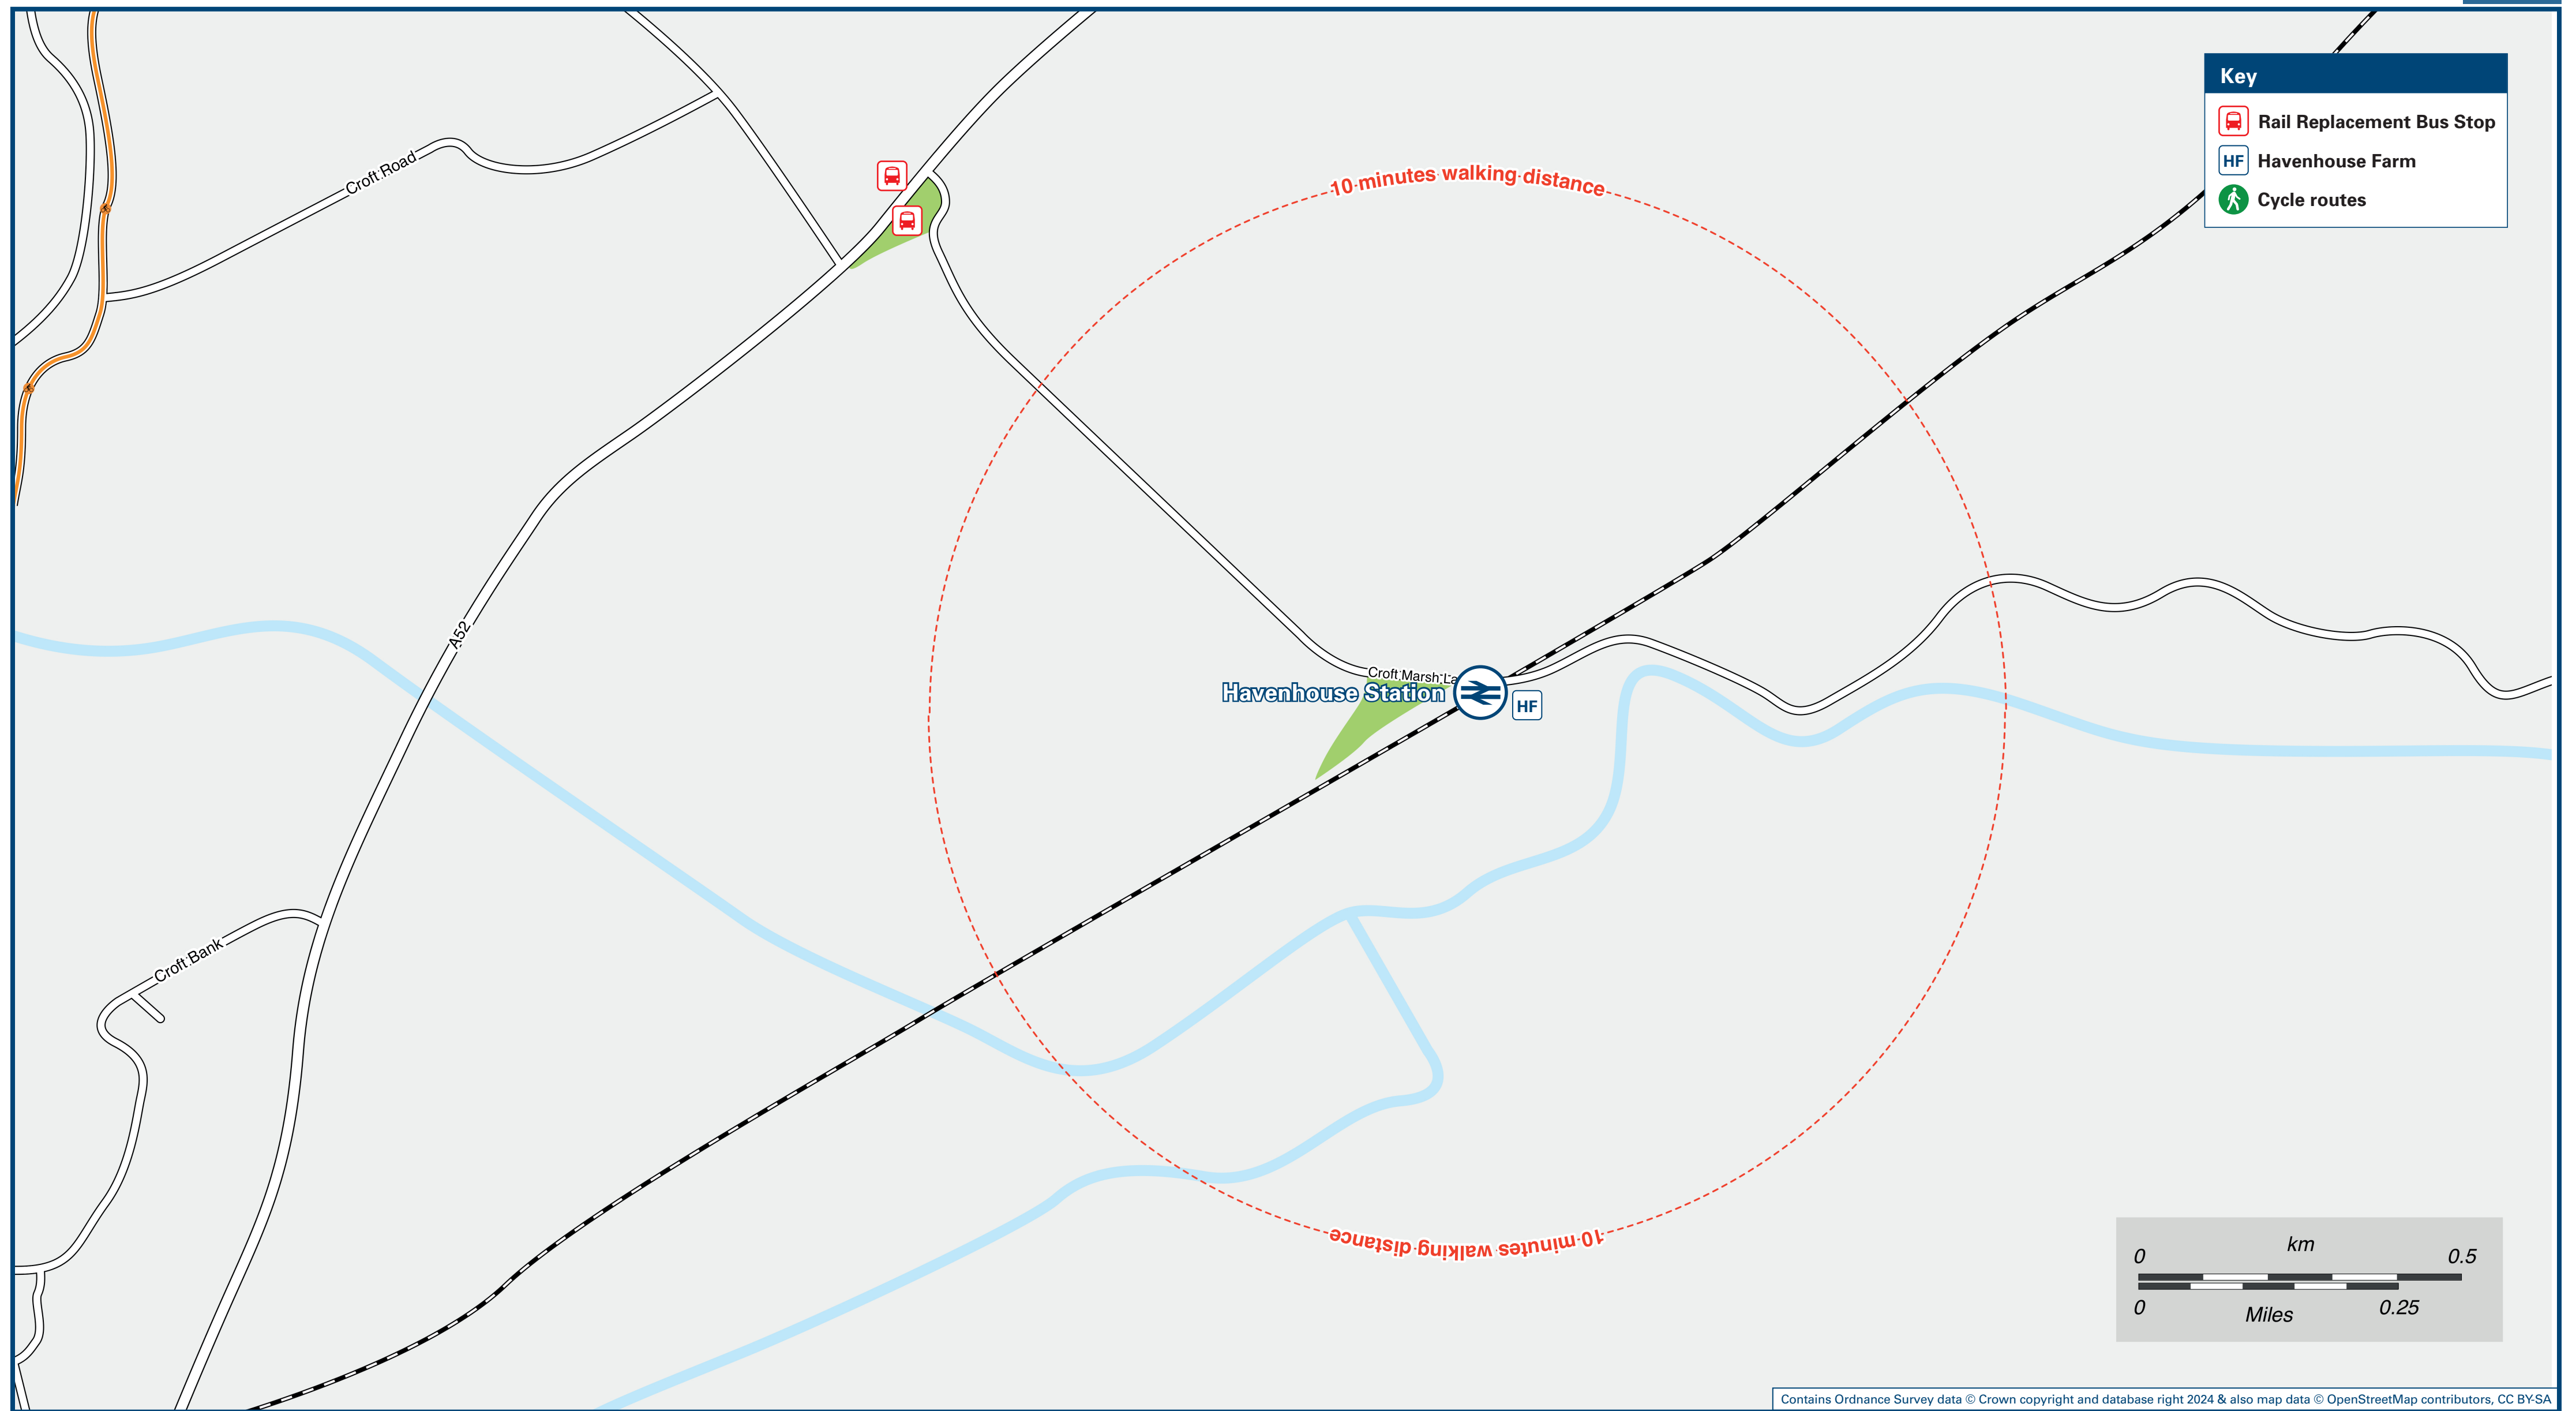 Key
Rail Replacement Bus Stop
HF Havenhouse Farm
Cycle routes
Croft Road
10 minutes walking distance
A52
Croft Marsh La
Havenhouse Station
HF
Croft Bank
10 minutes walking distance
km
0 0.5
0 0.25
Miles
Contains Ordnance Survey data © Crown copyright and database right 2024 & also map data © OpenStreetMap contributors, CC BY-SA